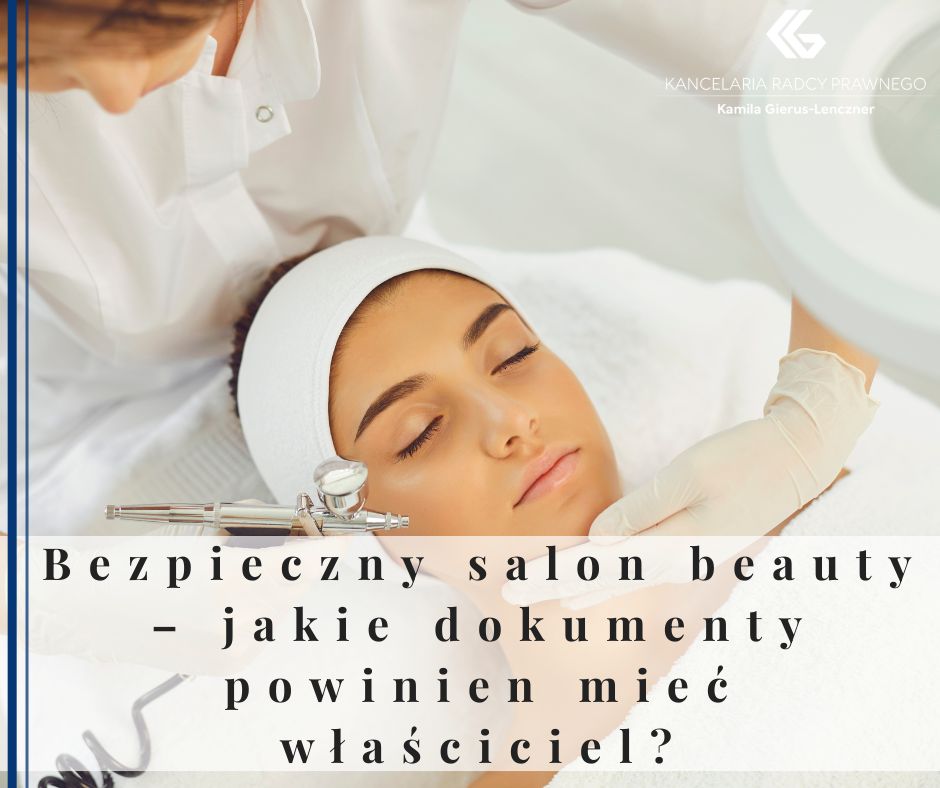 KANCELARIA RADCY PRAWNEGO
Kamila Gierus-Lenczner
Bezpieczny salon beauty
– jakie dokumenty
powinien mieć
właściciel?